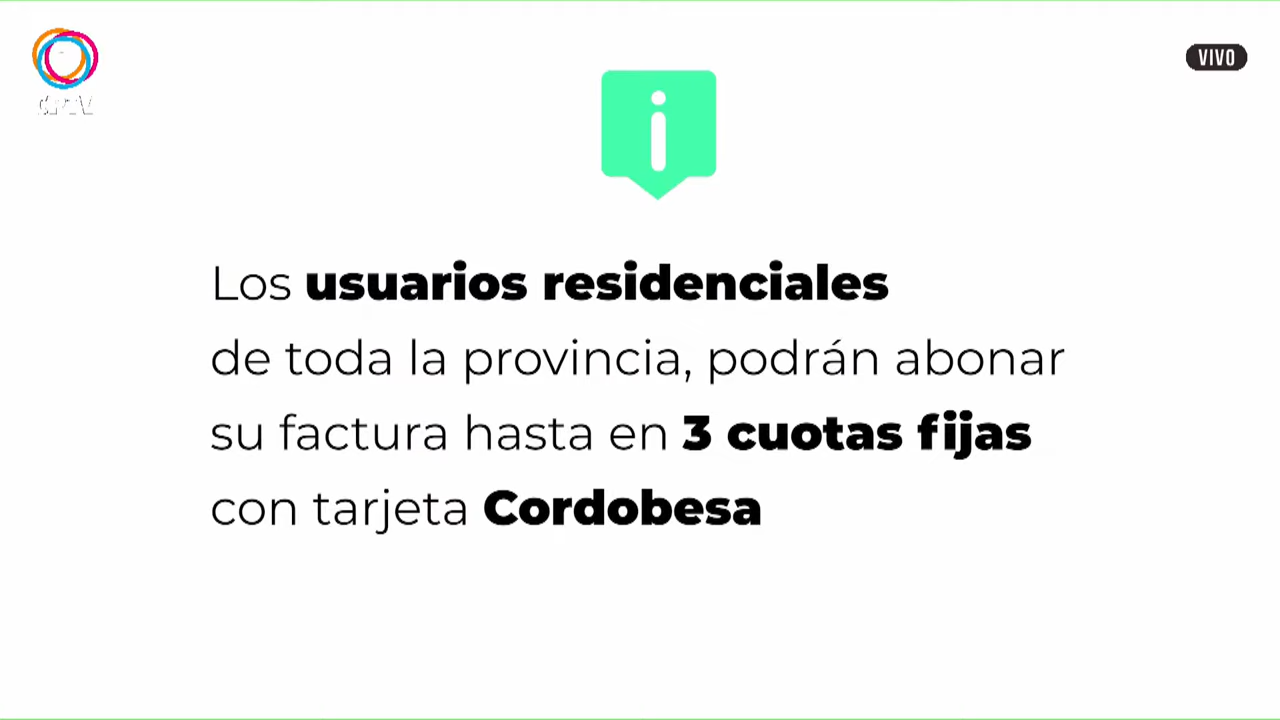 VIVO
i
Los usuarios residenciales
de toda la provincia, podrán abonar
su factura hasta en 3 cuotas fijas
con tarjeta Cordobesa